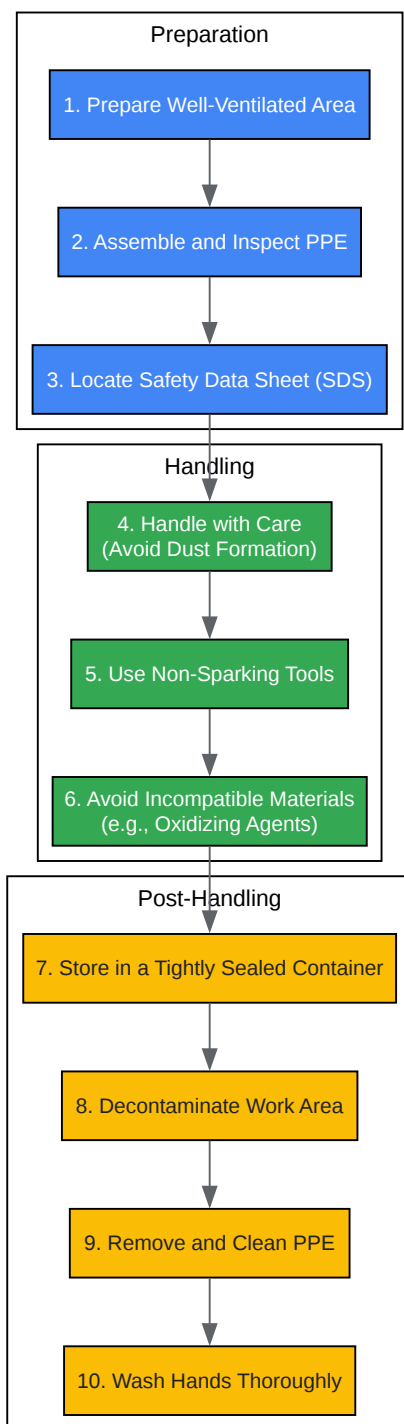 Preparation
1. Prepare Well-Ventilated Area
2. Assemble and Inspect PPE
3. Locate Safety Data Sheet (SDS)
Handling
4. Handle with Care
(Avoid Dust Formation)
5. Use Non-Sparking Tools
6. Avoid Incompatible Materials
(e.g., Oxidizing Agents)
Post-Handling
7. Store in a Tightly Sealed Container
8. Decontaminate Work Area
9. Remove and Clean PPE
10. Wash Hands Thoroughly